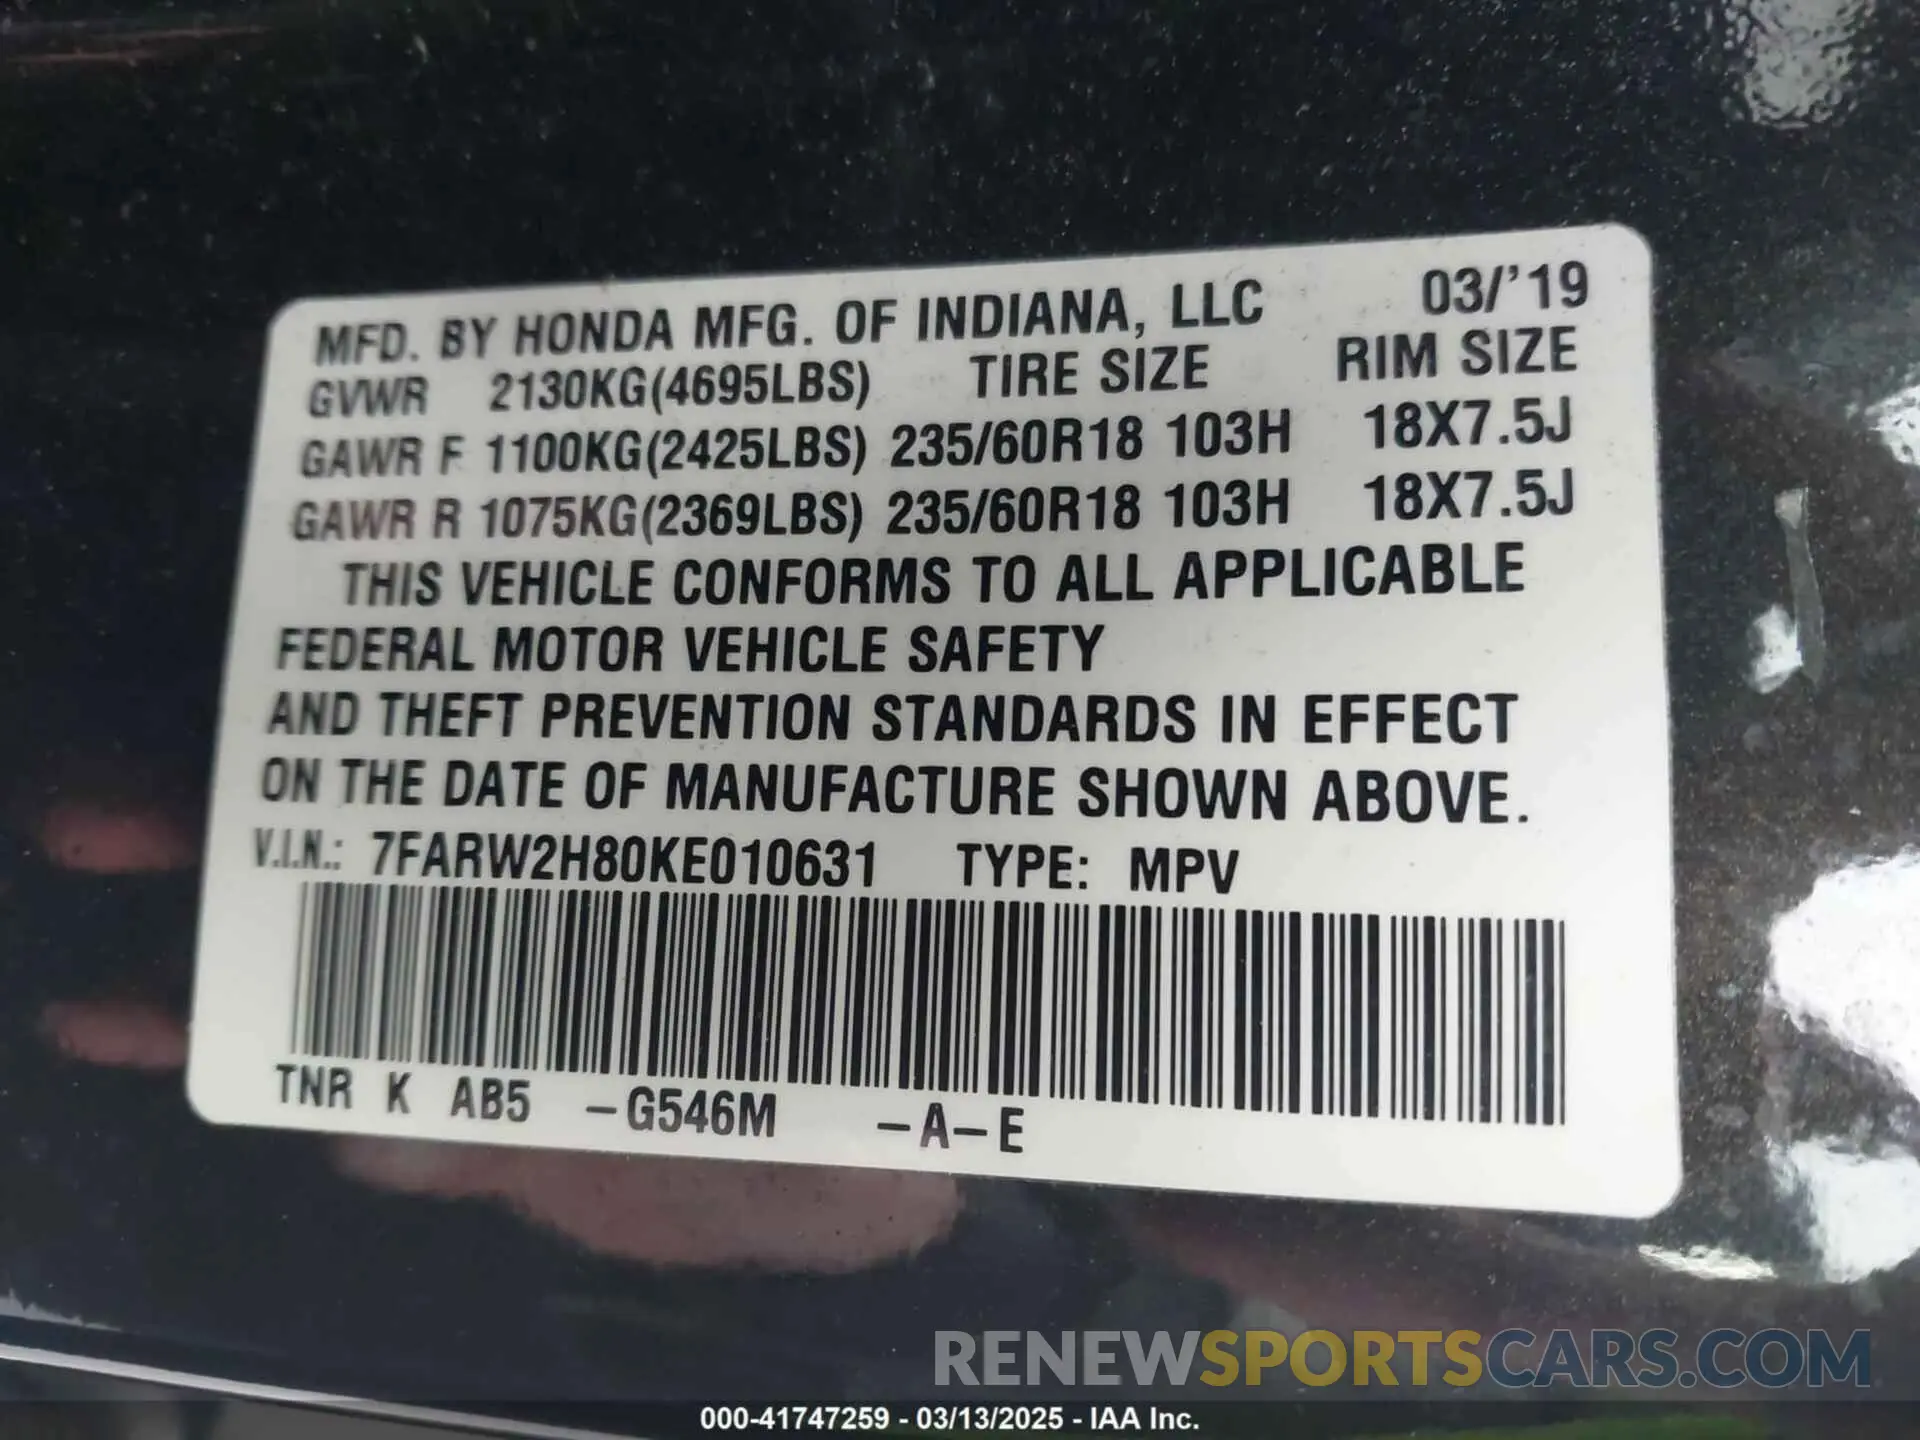 MFD. BY HONDA MFG. OF INDIANA, LLC 03/'19
GVWR 2130KG(4695LBS) TIRE SIZE RIM SIZE
GAWR F 1100KG(2425LBS) 235/60R18 103H 18X7.5J
GAWR R 1075KG(2369LBS) 235/60R18 103H 18X7.5J
THIS VEHICLE CONFORMS TO ALL APPLICABLE
FEDERAL MOTOR VEHICLE SAFETY
AND THEFT PREVENTION STANDARDS IN EFFECT
ON THE DATE OF MANUFACTURE SHOWN ABOVE.
V.I.N.: 7FARW2H80KE010631 TYPE: MPV
TNR K AB5 -G546M -A-E
RENEWSPORTSCARS.COM
000-41747259 - 03/13/2025 - IAA Inc.